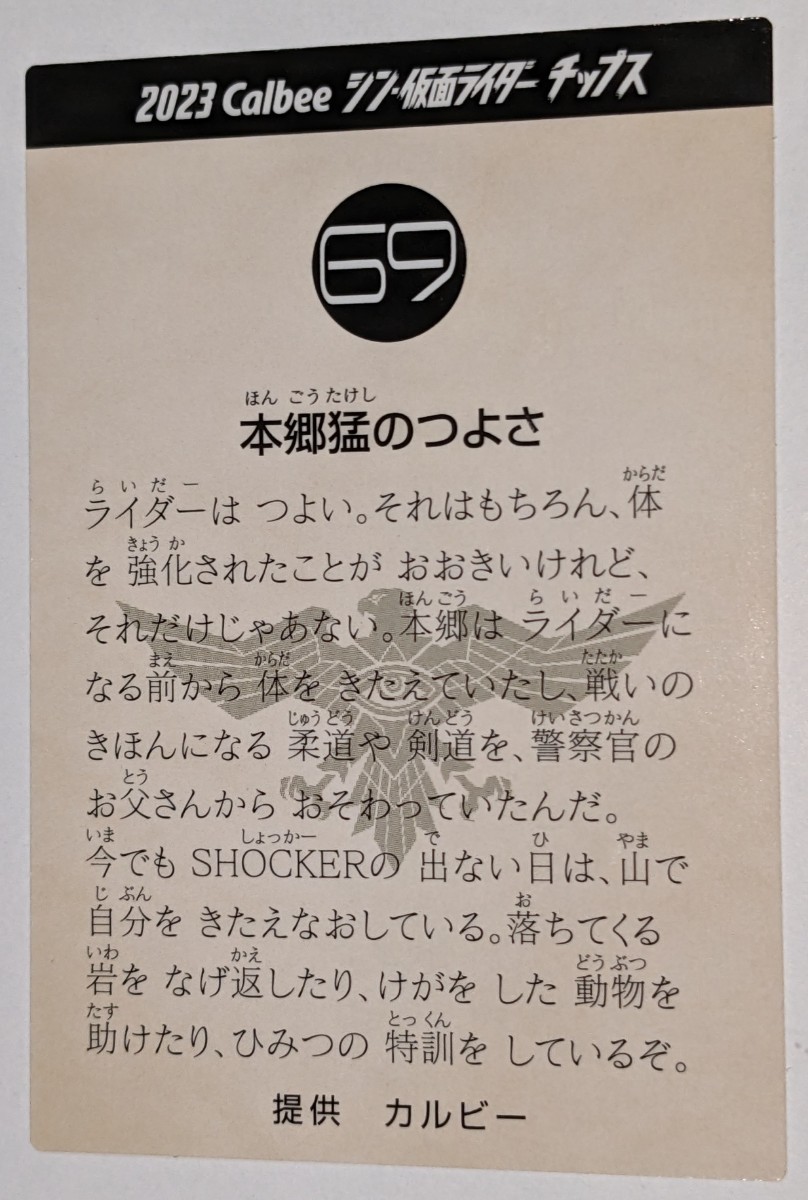 2023 Calbee シン・仮面ライダー チップス
69
ほん ごう たけし
本郷猛のつよさ
らいだー からだ
ライダーは つよい。それはもちろん、体
きょう か
を 強化されたことが おおきいけれど、
ほんごう らいだー
それだけじゃあない。本郷は ライダーに
まえ からだ たたか
なる前から 体を きたえていたし、戦いの
じゅうどう けんどう けいさつかん
きほんになる 柔道や 剣道を、警察官の
とう
お父さんから おそわっていたんだ。
いま しょっかー で ひ やま
今でも SHOCKERの 出ない日は、山で
じ ぶん お
自分を きたえなおしている。落ちてくる
いわ かえ どうぶつ
岩を なげ返したり、けがを した 動物を
たす とっくん
助けたり、ひみつの 特訓を しているぞ。
提供 カルビー